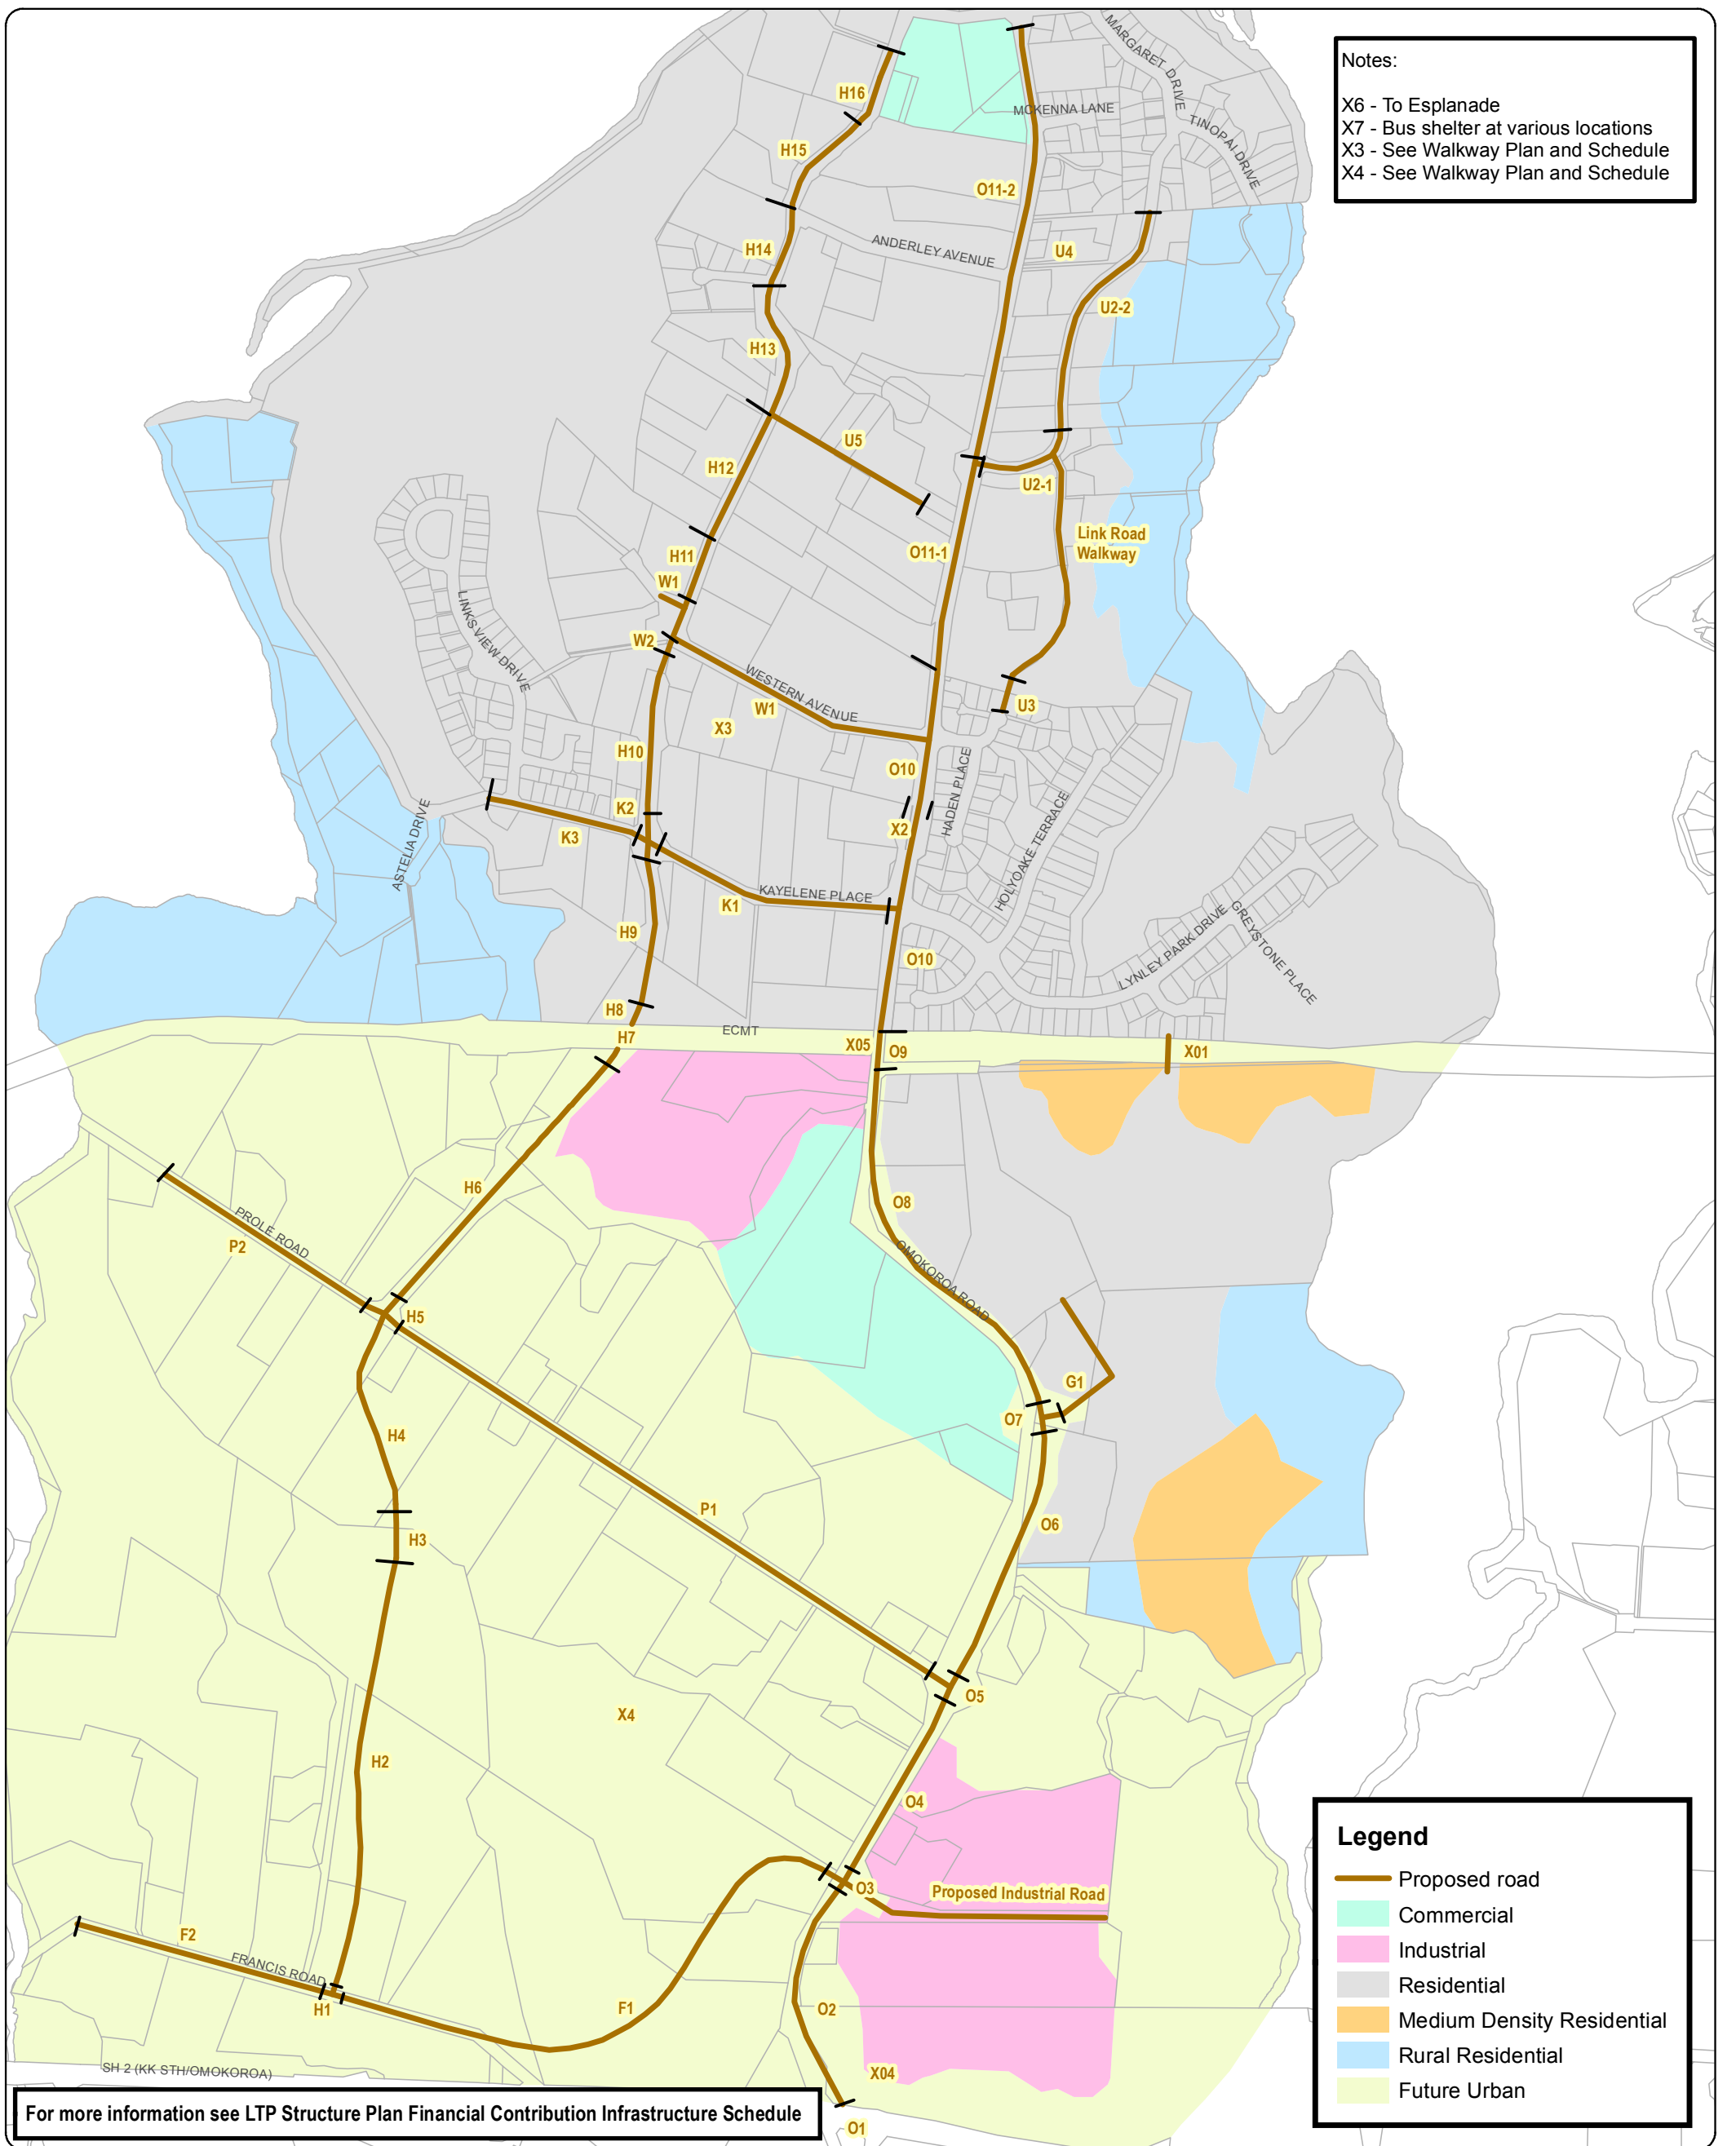 MARGARET DRIVE
Notes:
X6 - To Esplanade
X7 - Bus shelter at various locations
X3 - See Walkway Plan and Schedule
X4 - See Walkway Plan and Schedule
H16
MCKENNA LANE
TINOPAI DRIVE
H15
O11-2
ANDERLEY AVENUE
H14
U4
U2-2
H13
U5
H12
U2-1
Link Road
Walkway
O11-1
H11
W1
LINKSVIEW DRIVE
W2
WESTERN AVENUE
W1
U3
X3
H10
O10
HADEN PLACE
K2
X2
K3
ASTELIA DRIVE
HOLYOAKE TERRACE
KAYELENE PLACE
K1
H9
O10
LYNLEY PARK DRIVE
GREYSTONE PLACE
H8
ECMT
H7
X05
O9
X01
H6
O8
PROLE ROAD
P2
OMOKOROA ROAD
H5
G1
O7
H4
P1
O6
H3
O5
X4
H2
O4
O3
Proposed Industrial Road
F2
FRANCIS ROAD
H1
F1
O2
SH 2 (KK STH/OMOKOROA)
X04
O1
Legend
Proposed road
Commercial
Industrial
Residential
Medium Density Residential
Rural Residential
Future Urban
For more information see LTP Structure Plan Financial Contribution Infrastructure Schedule